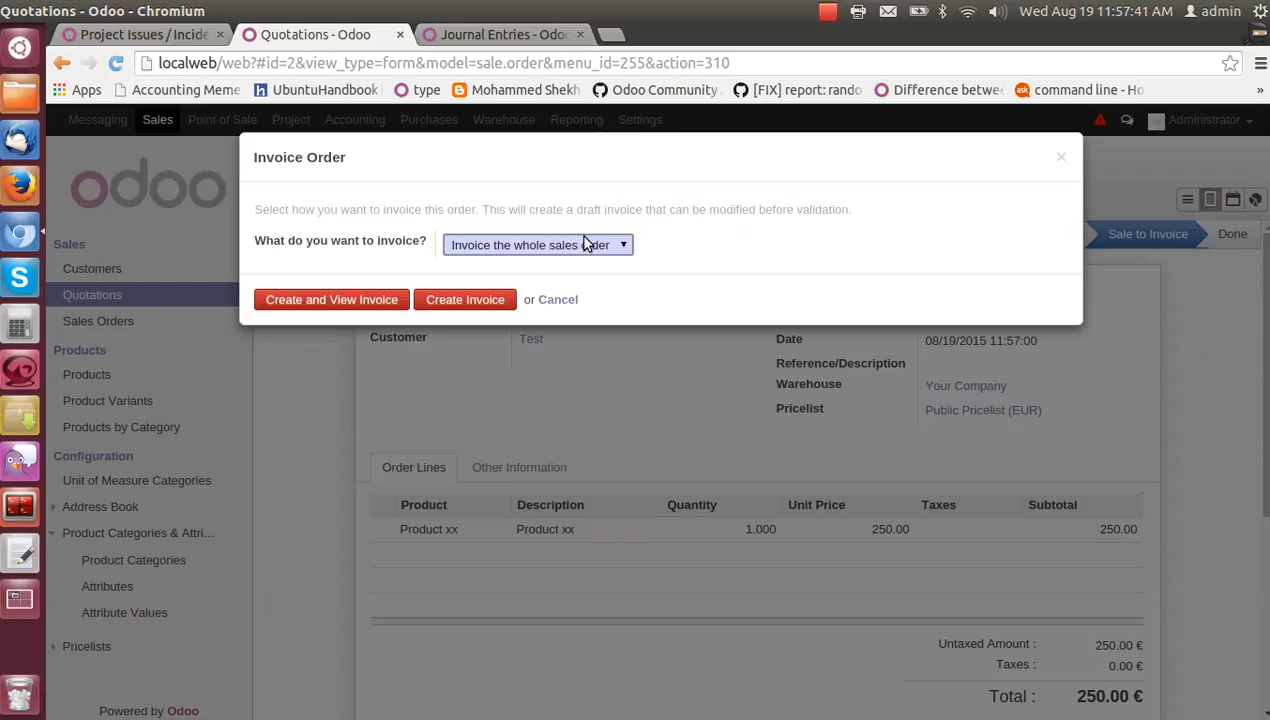 Quotations - Odoo - Chromium
Wed Aug 19 11:57:41 AM admin
Project Issues / Incide ×
Quotations - Odoo ×
Journal Entries - Odo ×
localweb/web?#id=2&view_type=form&model=sale.order&menu_id=255&action=310
Apps
Accounting Meme
UbuntuHandbook
type
Mohammed Shekh
Odoo Community
[FIX] report: rando
Difference betwe
command line - Ho
»
Messaging Sales Point of Sale Project Accounting Purchases Warehouse Reporting Settings
Administrator
odoo
Sales
Customers
Quotations
Sales Orders
Products
Products
Product Variants
Products by Category
Configuration
Unit of Measure Categories
Address Book
Product Categories & Attri...
Product Categories
Attributes
Attribute Values
Pricelists
Powered by Odoo
Invoice Order
×
Select how you want to invoice this order. This will create a draft invoice that can be modified before validation.
What do you want to invoice? Invoice the whole sales order
Create and View Invoice Create Invoice or Cancel
Sale to Invoice Done
Customer Test
Date 08/19/2015 11:57:00
Reference/Description
Warehouse Your Company
Pricelist Public Pricelist (EUR)
Order Lines Other Information
Product Description Quantity Unit Price Taxes Subtotal
Product xx Product xx 1.000 250.00 250.00
Untaxed Amount : 250.00 €
Taxes : 0.00 €
Total : 250.00 €